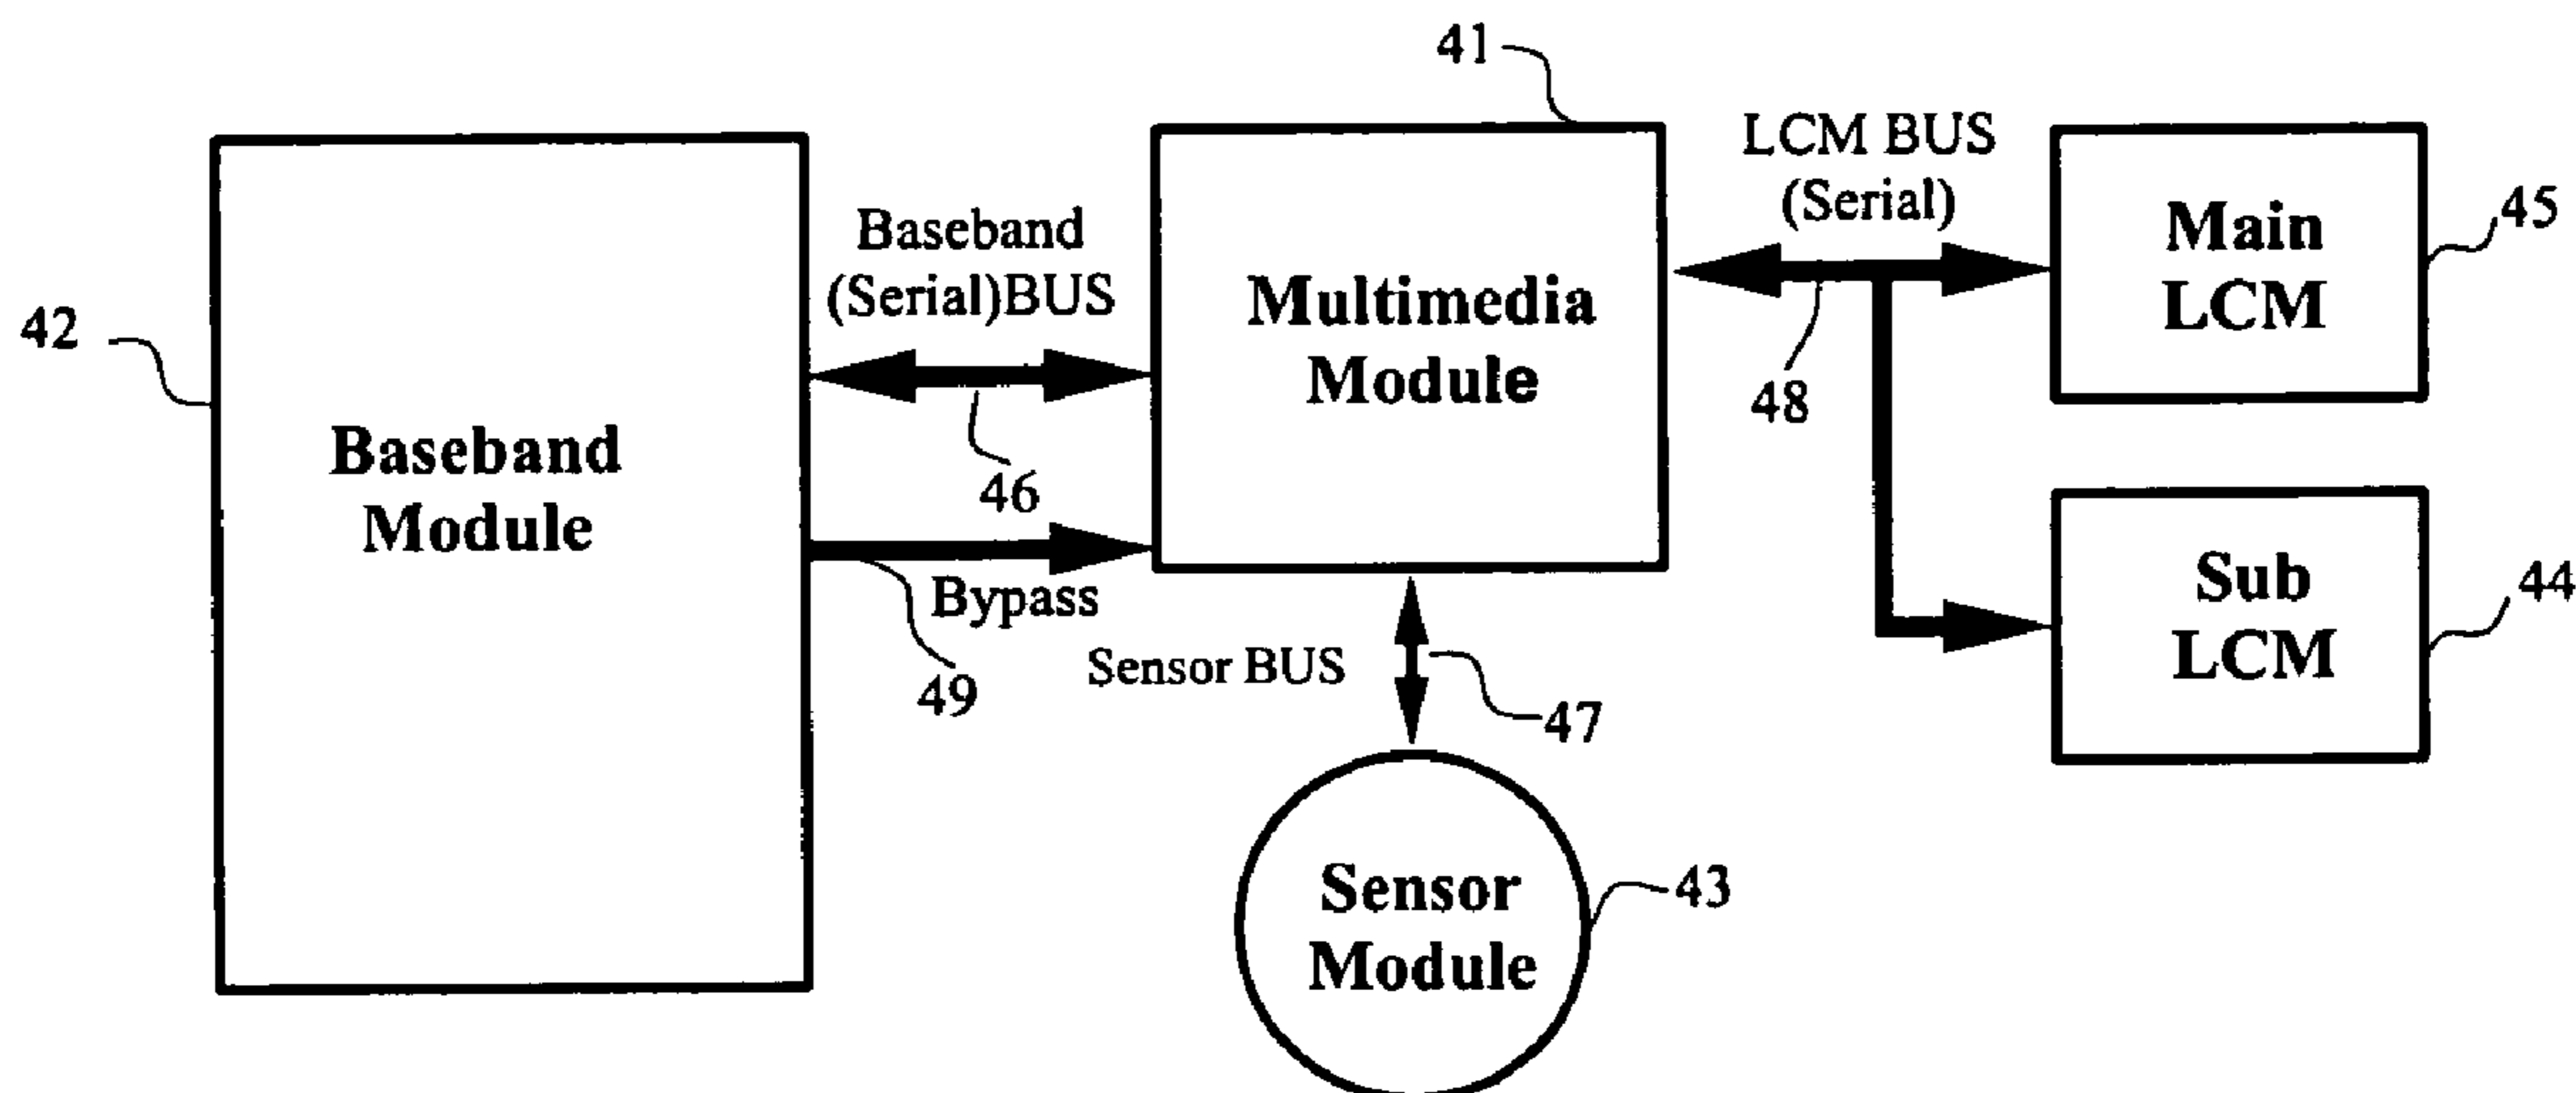 41
LCM BUS
(Serial)
Main
LCM
45
Baseband
(Serial)BUS
Multimedia
Module
42
48
Baseband
Module
46
Sub
LCM
44
Bypass
49
Sensor BUS
47
Sensor
Module
43